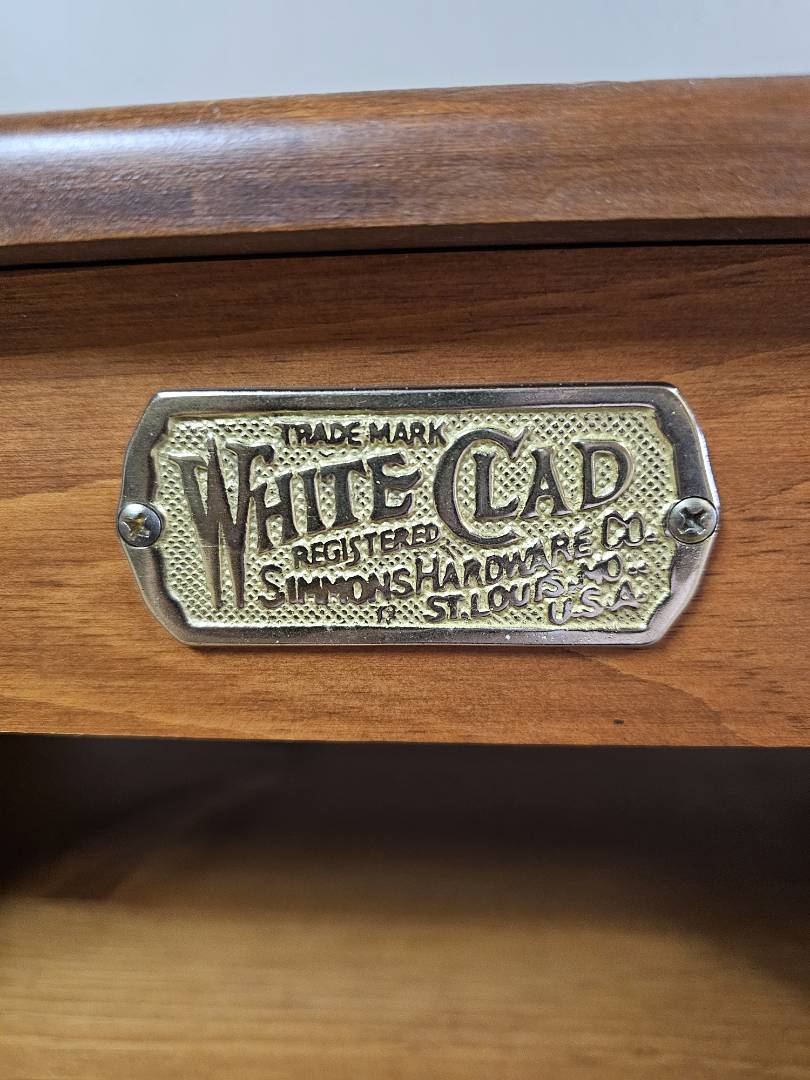 TRADE MARK
WHITE CLAD
REGISTERED
SIMMONS HARDWARE CO.
ST. LOUIS, MO.
U.S.A.